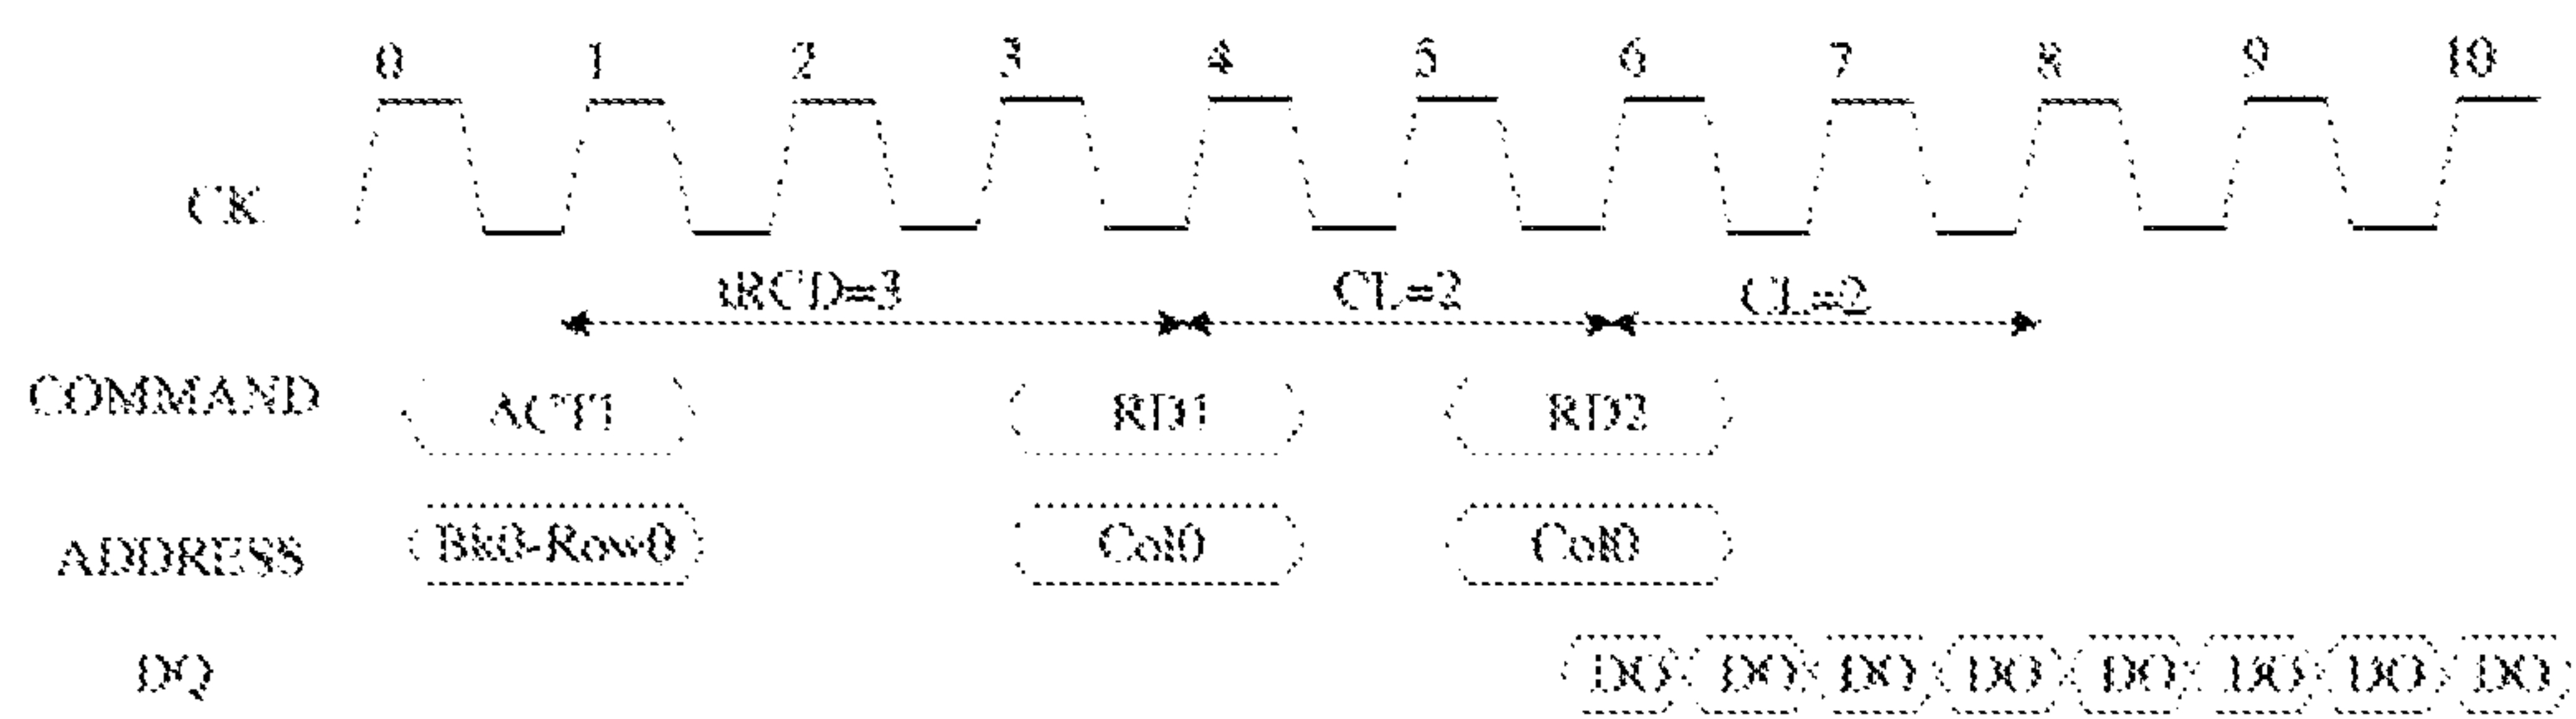 0 1 2 3 4 5 6 7 8 9 10
CK
tRCD=3 CL=2 CL=2
COMMAND ACT1 RD1 RD2
ADDRESS Bk0-Row0 Col0 Col0
DQ DO DO DO DO DO DO DO DO